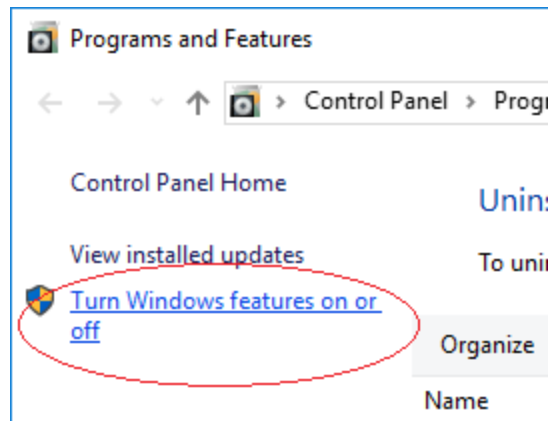 Programs and Features
Control Panel
Control Panel Home
View installed updates
Turn Windows features on or
off
To
Organize
Name